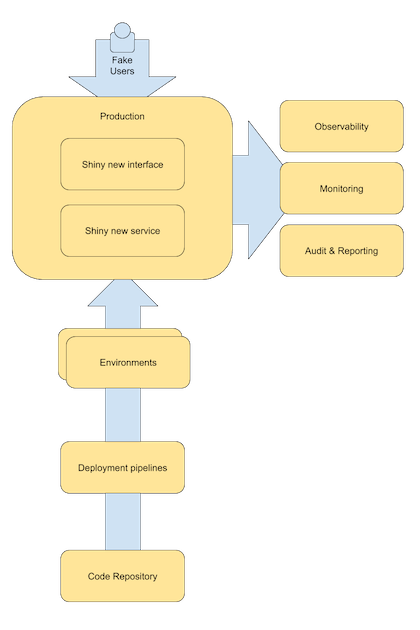 Fake
Users
Production
Shiny new interface
Shiny new service
Observability
Monitoring
Audit & Reporting
Environments
Deployment pipelines
Code Repository